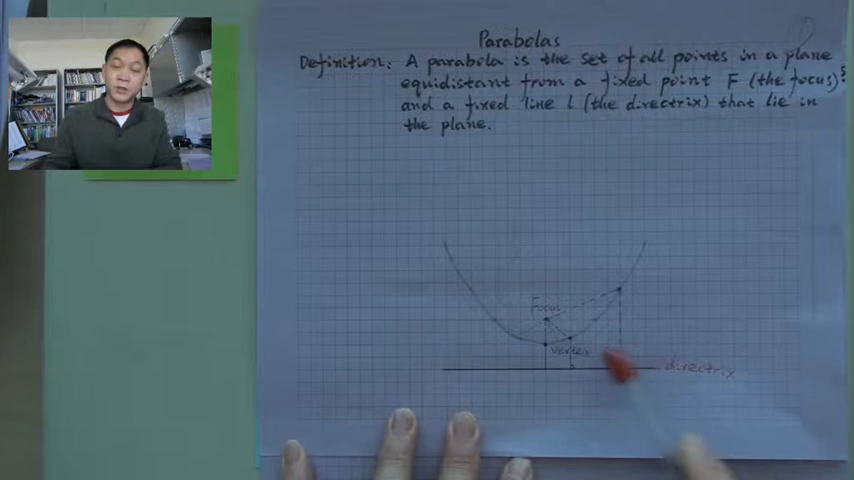 Parabolas
Definition: A parabola is the set of all points in a plane
equidistant from a fixed point F (the focus)
and a fixed line l (the directrix) that lie in
the plane.
Focus
vertex
directrix